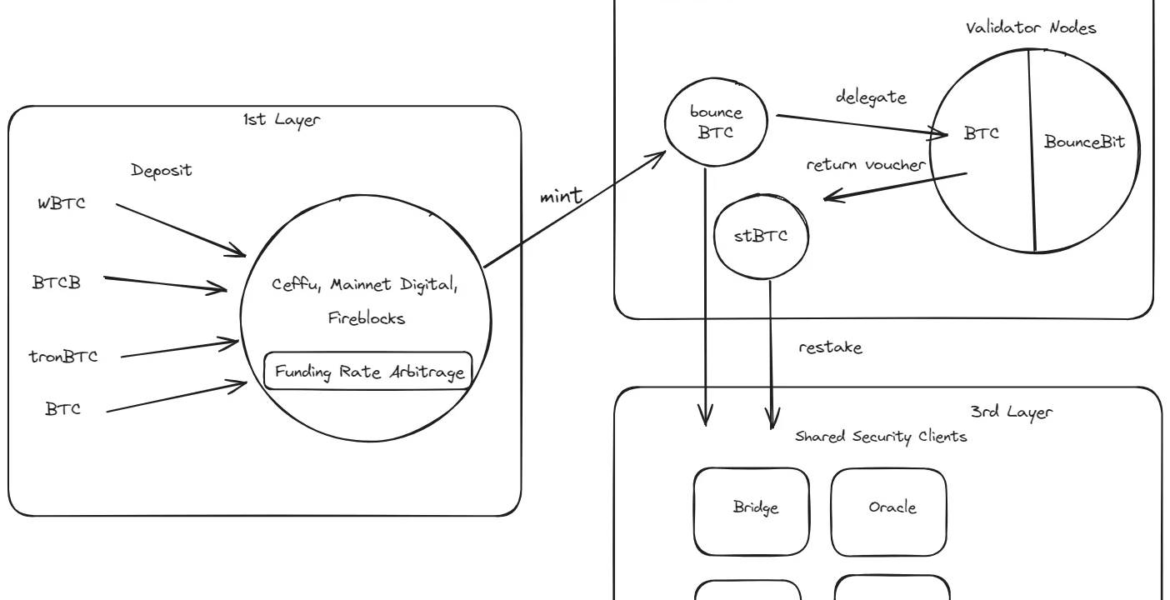 1st Layer
Deposit
WBTC
BTCB
tronBTC
BTC
Ceffu, Mainnet Digital,
Fireblocks
Funding Rate Arbitrage
mint
Validator Nodes
bounce
BTC
delegate
BTC
BounceBit
return voucher
stBTC
restake
3rd Layer
Shared Security Clients
Bridge
Oracle